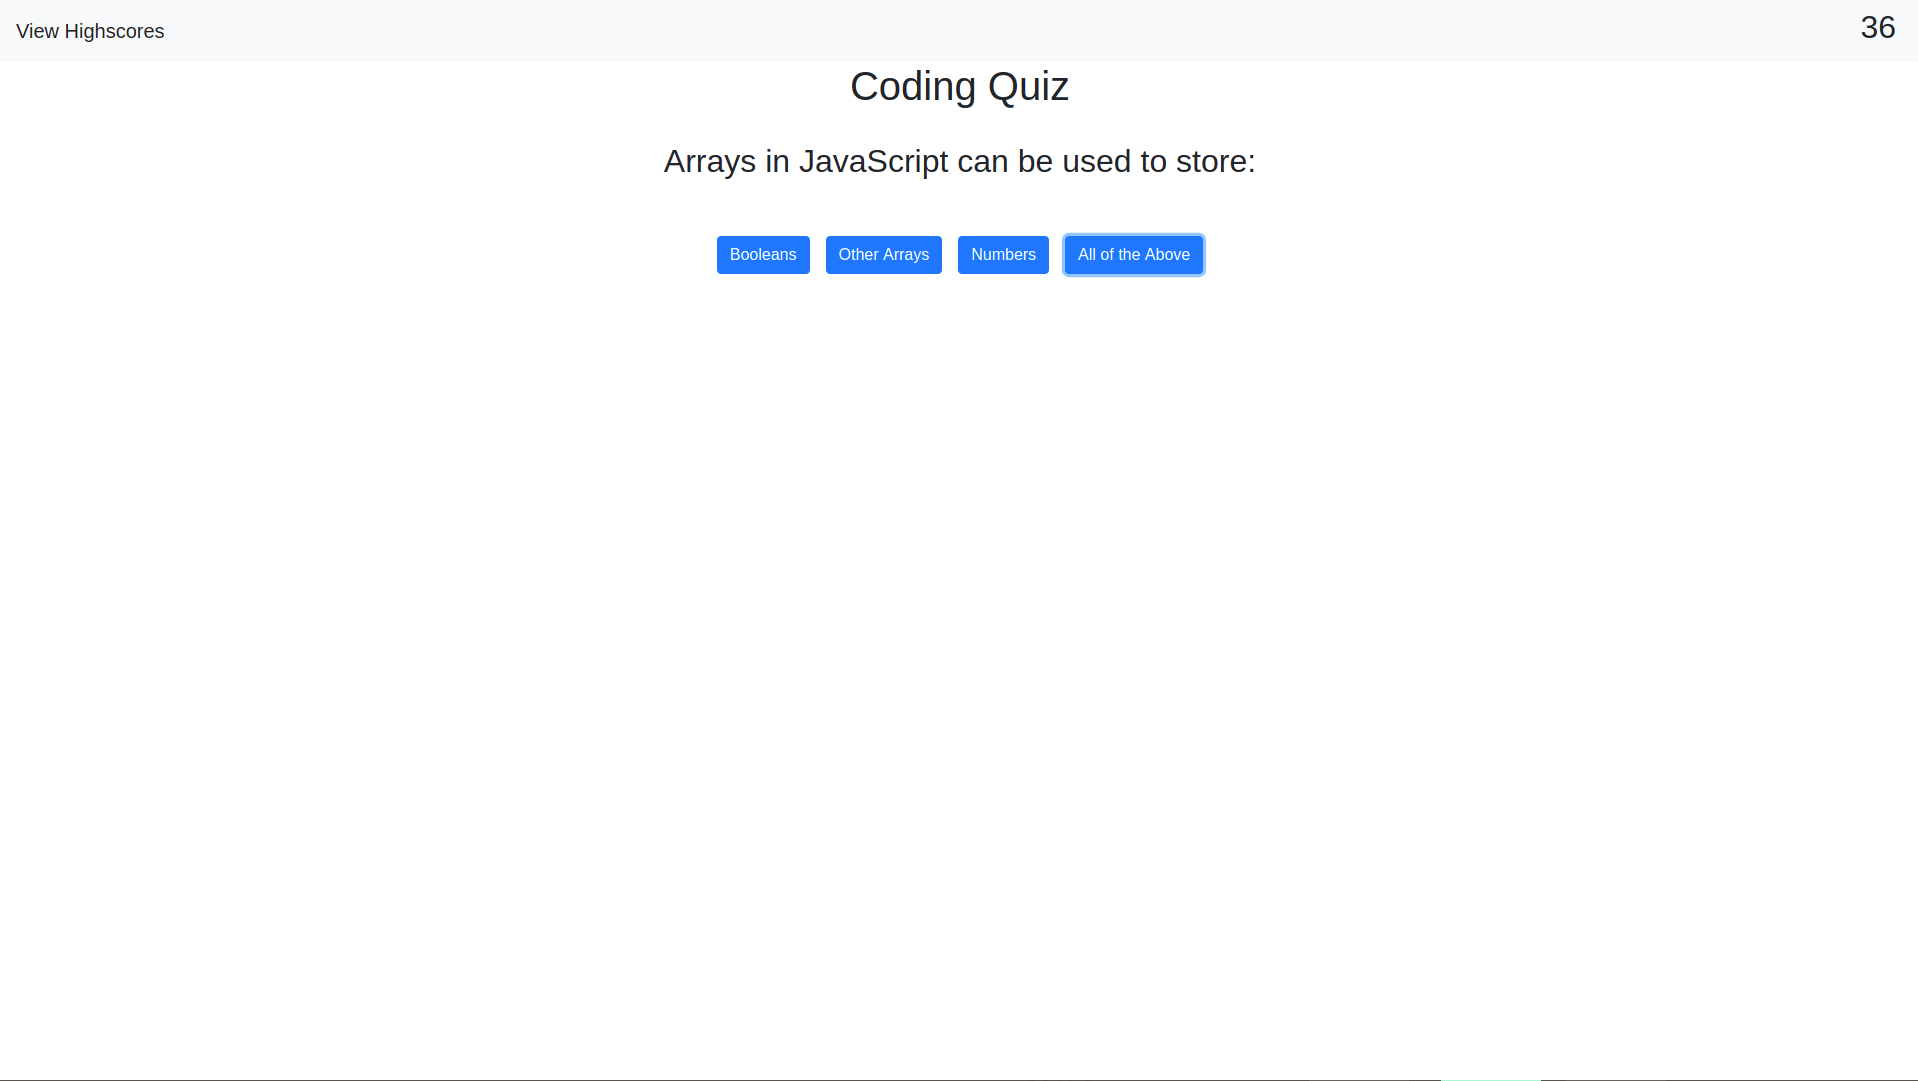 View Highscores
36
Coding Quiz
Arrays in JavaScript can be used to store:
Booleans
Other Arrays
Numbers
All of the Above